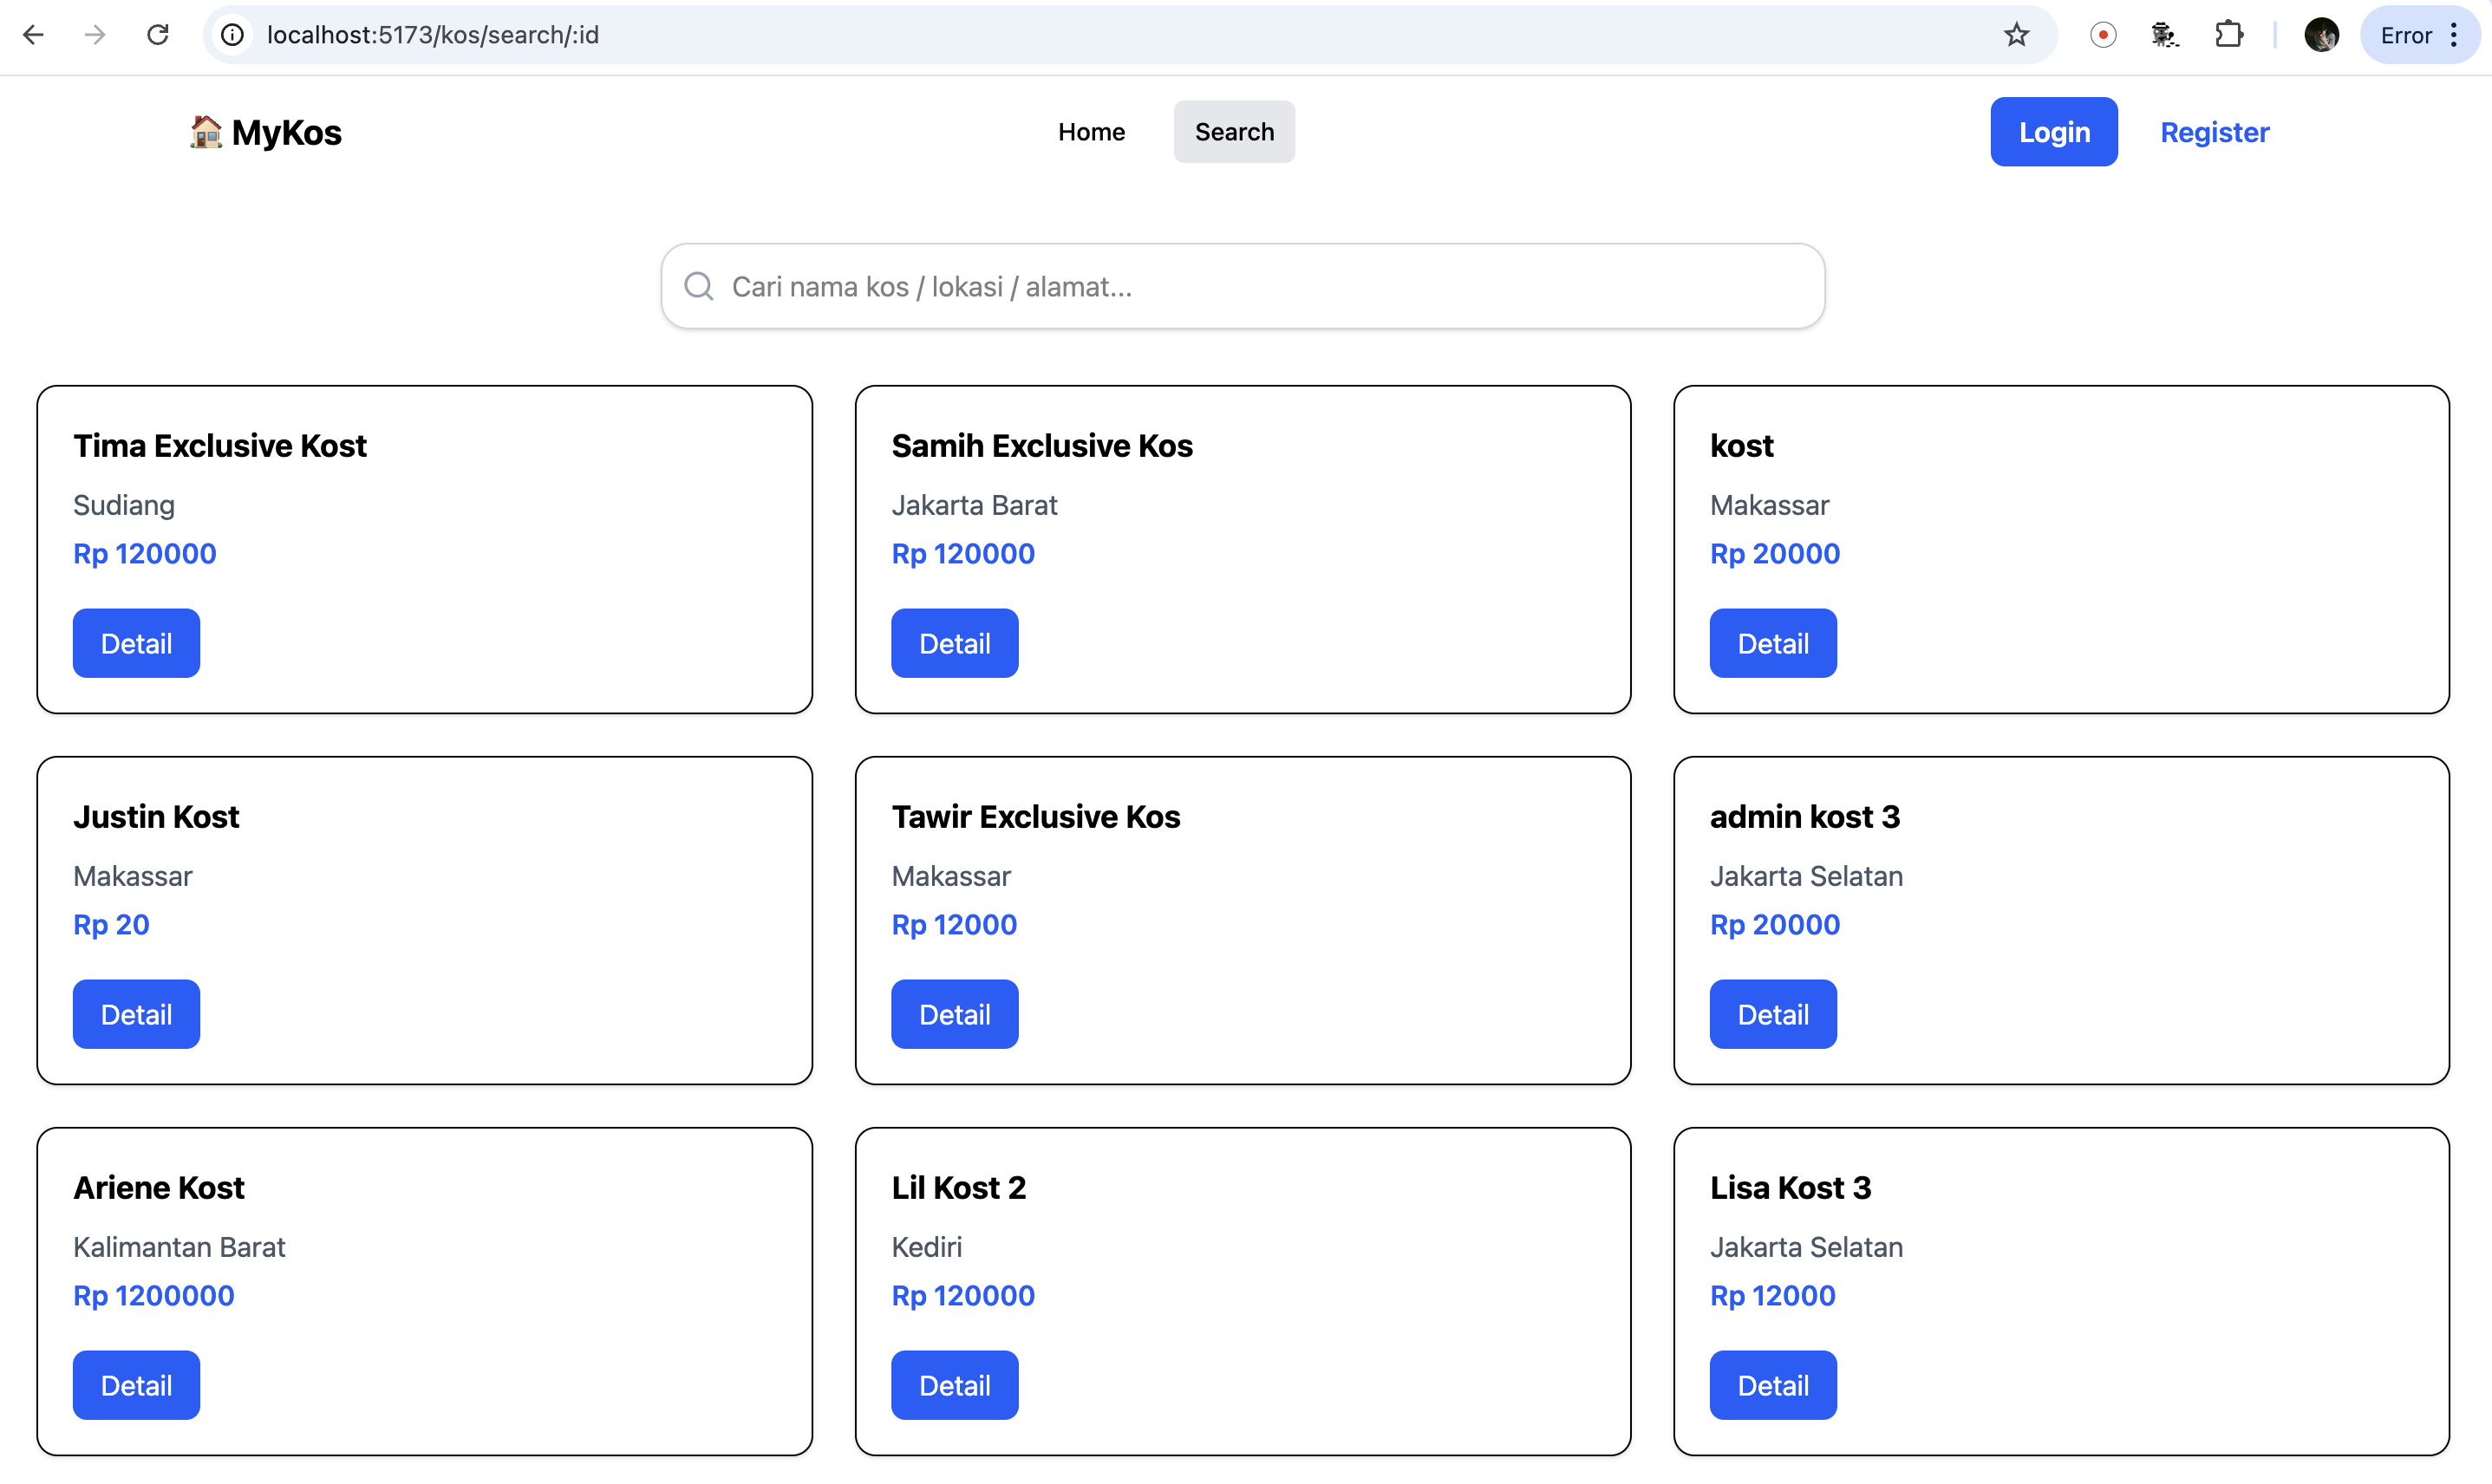 localhost:5173/kos/search/:id
Error
MyKos
Home
Search
Login
Register
Cari nama kos / lokasi / alamat...
Tima Exclusive Kost
Sudiang
Rp 120000
Detail
Samih Exclusive Kos
Jakarta Barat
Rp 120000
Detail
kost
Makassar
Rp 20000
Detail
Justin Kost
Makassar
Rp 20
Detail
Tawir Exclusive Kos
Makassar
Rp 12000
Detail
admin kost 3
Jakarta Selatan
Rp 20000
Detail
Ariene Kost
Kalimantan Barat
Rp 1200000
Detail
Lil Kost 2
Kediri
Rp 120000
Detail
Lisa Kost 3
Jakarta Selatan
Rp 12000
Detail